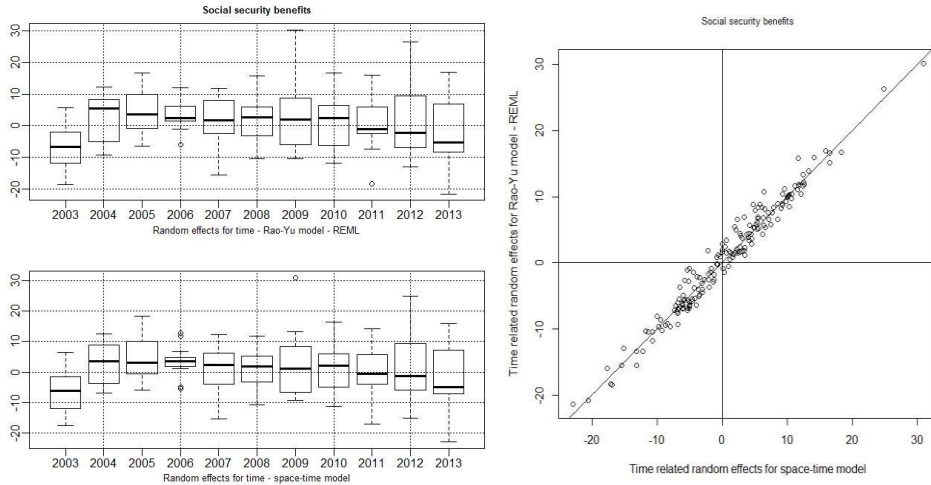 Social security benefits
30
20
10
0
-10
-20
2003 2004 2005 2006 2007 2008 2009 2010 2011 2012 2013
Random effects for time - Rao-Yu model - REML
30
20
10
0
-10
-20
2003 2004 2005 2006 2007 2008 2009 2010 2011 2012 2013
Random effects for time - space-time model
Social security benefits
Time related random effects for Rao-Yu model - REML
30
20
10
0
-10
-20
-20 -10 0 10 20 30
Time related random effects for space-time model